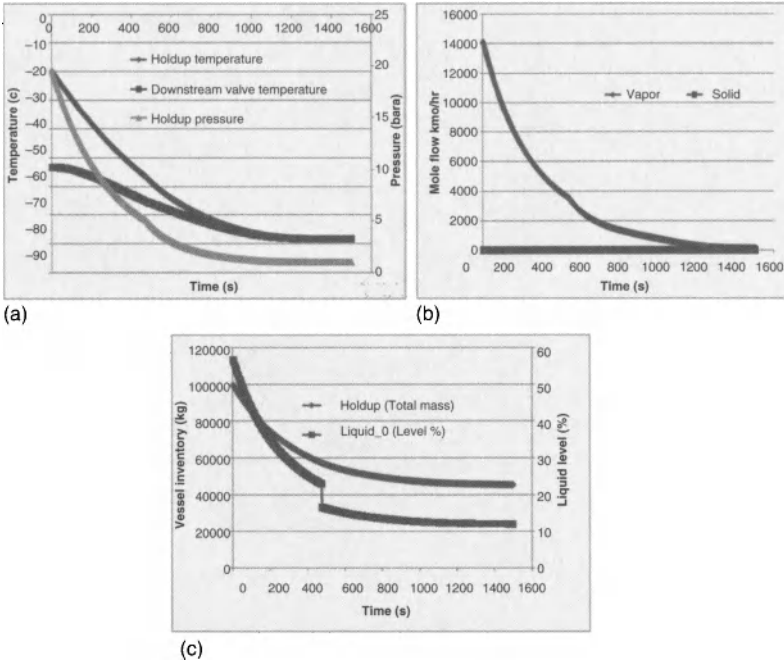 0 200 400 600 800 1000 1200 1400 1600
0
−10
−20
−30
−40
−50
−60
−70
−80
−90
Temperature (c)
Holdup temperature
Downstream valve temperature
Holdup pressure
25
20
15
10
5
0
Pressure (bara)
Time (s)
(a)
16000
14000
12000
10000
8000
6000
4000
2000
0
Mole flow kmo/hr
Vapor
Solid
0 200 400 600 800 1000 1200 1400 1600
Time (s)
(b)
120000
100000
80000
60000
40000
20000
0
Vessel inventory (kg)
Holdup (Total mass)
Liquid_0 (Level %)
60
50
40
30
20
10
0
Liquid level (%)
0 200 400 600 800 1000 1200 1400 1600
Time (s)
(c)